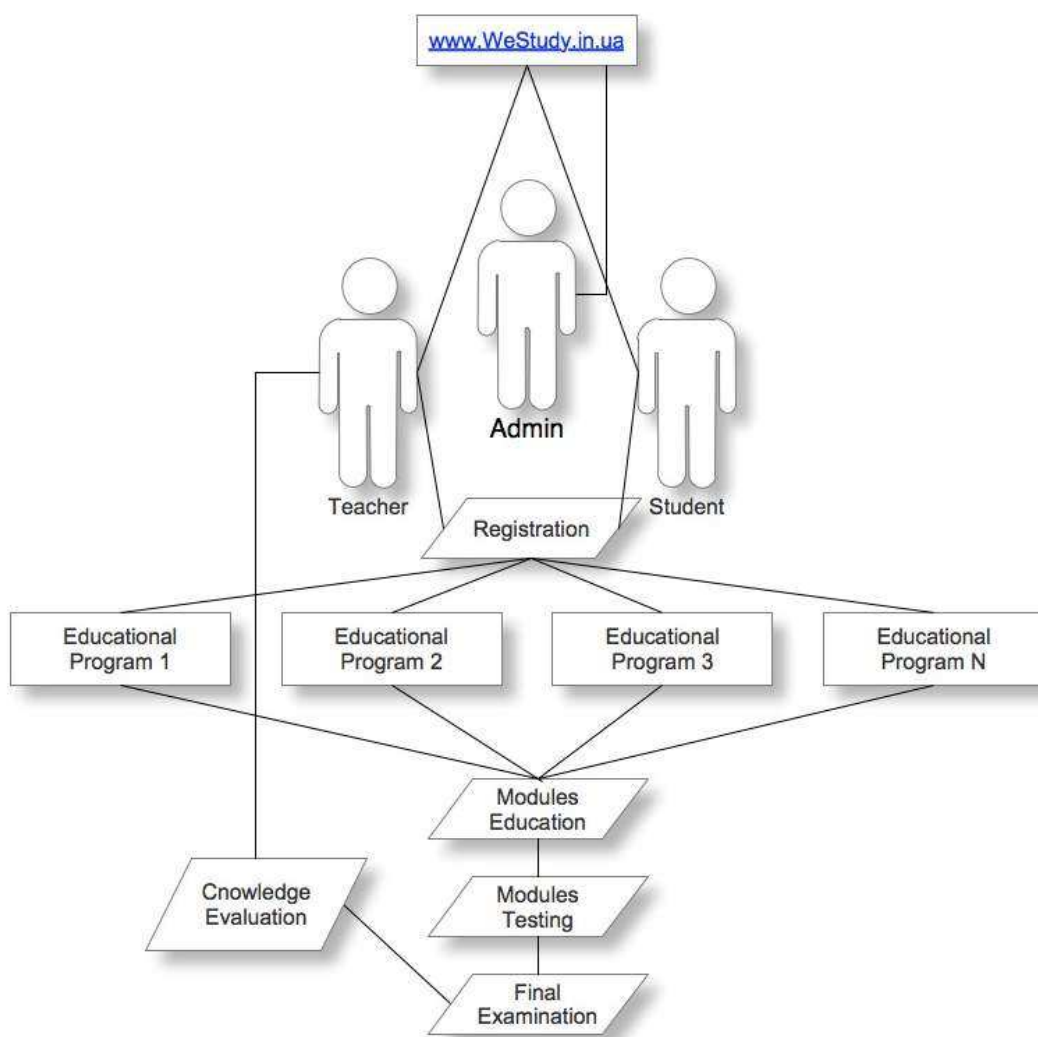 www.WeStudy.in.ua
Admin
Teacher
Student
Registration
Educational
Program 1
Educational
Program 2
Educational
Program 3
Educational
Program N
Modules
Education
Cnowledge
Evaluation
Modules
Testing
Final
Examination